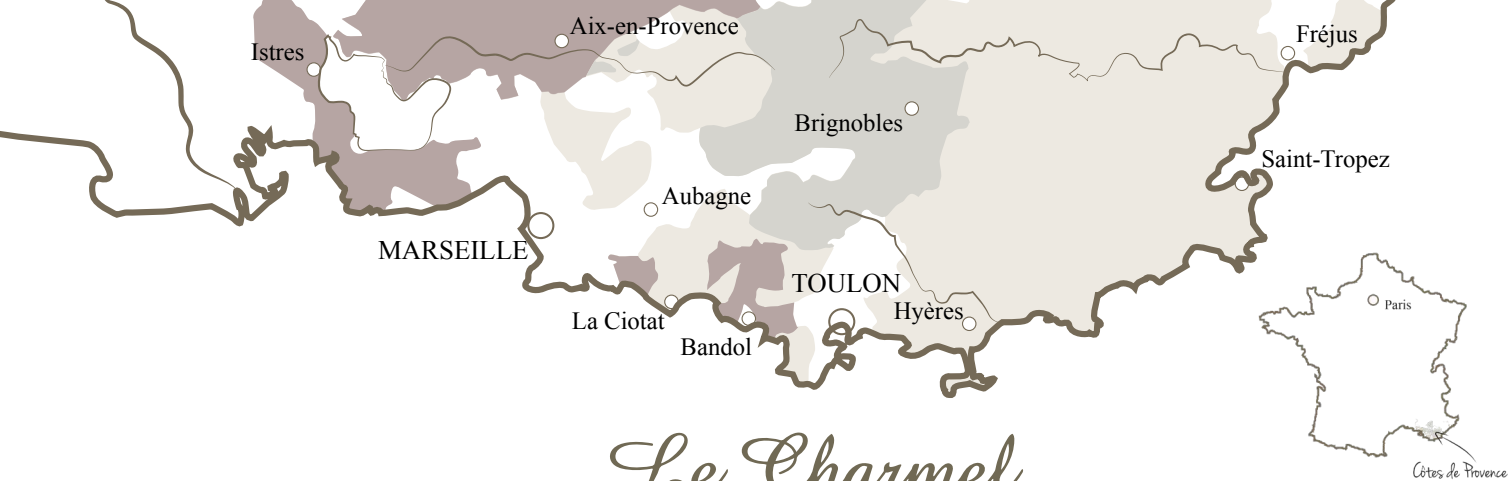 Aix-en-Provence
Fréjus
Istres
Brignobles
Saint-Tropez
Aubagne
MARSEILLE
TOULON
Paris
Hyères
La Ciotat
Bandol
Le Charmel
Côtes de Provence